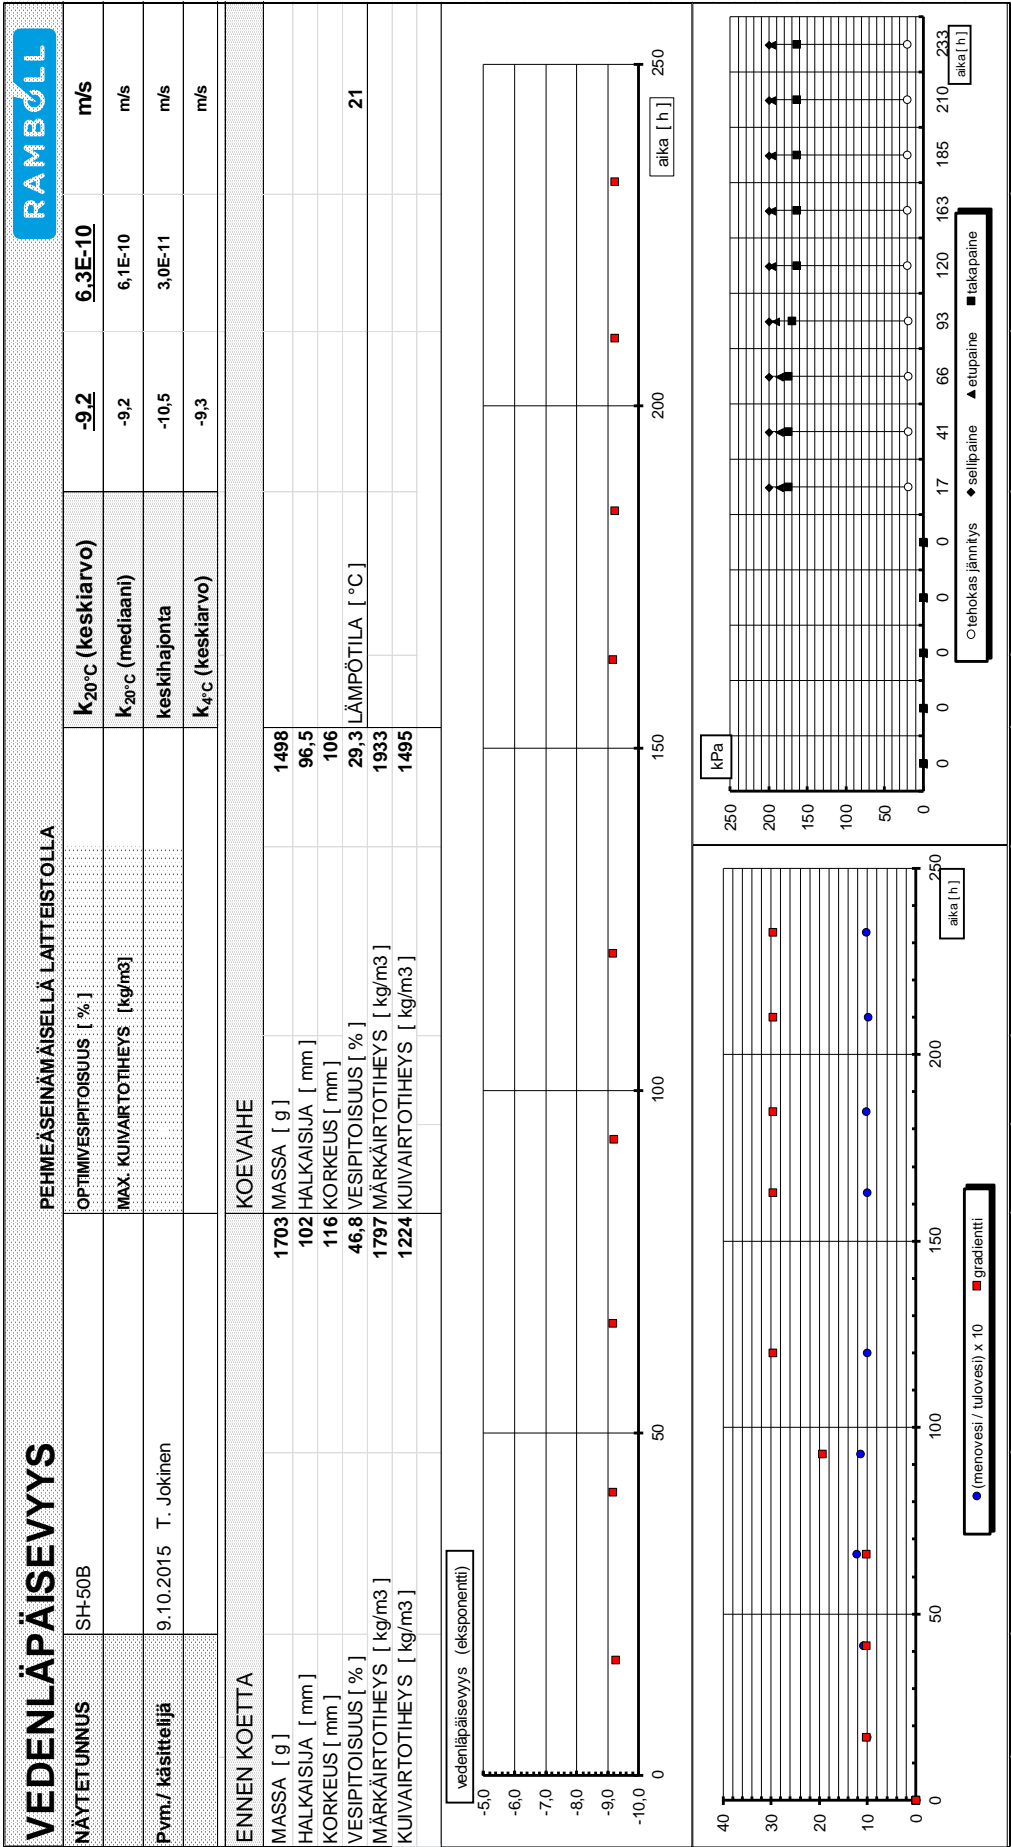 VEDENLÄPÄISEVYYS
PEHMEÄSEINÄMÄISELLÄ LAITTEISTOLLA
RAMBOLL
NÄYTETUNNUS SH-50B OPTIMIVESIPITOISUUS [ % ] k20°C (keskiarvo) -9,2 6,3E-10 m/s
MAX. KUIVAIRTOTIHEYS [kg/m3] k20°C (mediaani) -9,2 6,1E-10 m/s
Pvm./ käsittelijä 9.10.2015 T. Jokinen keskihajonta -10,5 3,0E-11 m/s
k4°C (keskiarvo) -9,3 m/s
ENNEN KOETTA KOEVAIHE
MASSA [ g ] 1703 MASSA [ g ] 1498
HALKAISIJA [ mm ] 102 HALKAISIJA [ mm ] 96,5
KORKEUS [ mm ] 116 KORKEUS [ mm ] 106
VESIPITOISUUS [ % ] 46,8 VESIPITOISUUS [ % ] 29,3 LÄMPÖTILA [ °C ] 21
MÄRKÄIRTOTIHEYS [ kg/m3 ] 1797 MÄRKÄIRTOTIHEYS [ kg/m3 ] 1933
KUIVAIRTOTIHEYS [ kg/m3 ] 1224 KUIVAIRTOTIHEYS [ kg/m3 ] 1495
vedenläpäisevyys (eksponentti)
-5,0
-6,0
-7,0
-8,0
-9,0
-10,0
0 50 100 150 200 250
aika [ h ]
40
30
20
10
0
0 50 100 150 200 250
aika [ h ]
(menovesi / tulovesi) x 10 gradientti
kPa
250
200
150
100
50
0
0 0 0 0 0 17 41 66 93 120 163 185 210 233
aika [ h ]
tehokas jännitys sellipaine etupaine takapaine